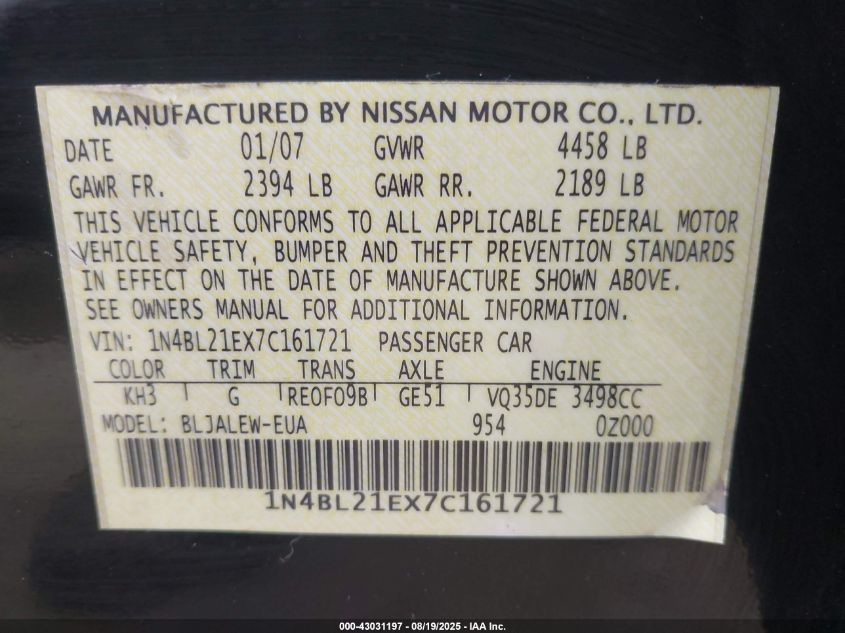 MANUFACTURED BY NISSAN MOTOR CO., LTD.
DATE 01/07 GVWR 4458 LB
GAWR FR. 2394 LB GAWR RR. 2189 LB
THIS VEHICLE CONFORMS TO ALL APPLICABLE FEDERAL MOTOR
VEHICLE SAFETY, BUMPER AND THEFT PREVENTION STANDARDS
IN EFFECT ON THE DATE OF MANUFACTURE SHOWN ABOVE.
SEE OWNERS MANUAL FOR ADDITIONAL INFORMATION.
VIN: 1N4BL21EX7C161721 PASSENGER CAR
COLOR TRIM TRANS AXLE ENGINE
KH3 G RE0F09B GE51 VQ35DE 3498CC
MODEL: BLJALEW-EUA 954 0Z000
1N4BL21EX7C161721
000-43031197 - 08/19/2025 - IAA Inc.